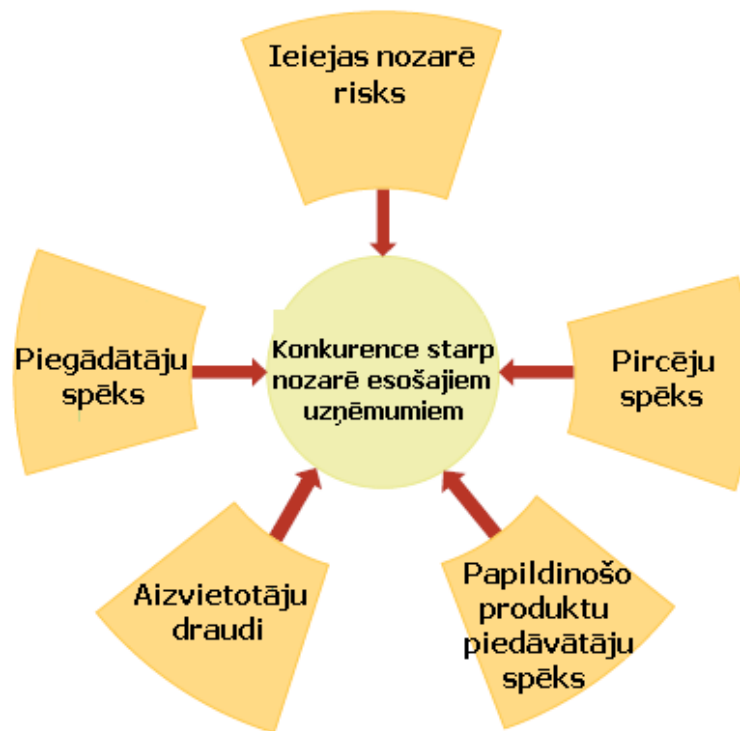 Ieiejas nozarē
risks
Piegādātāju
spēks
Konkurence starp
nozarē esošajiem
uzņēmumiem
Pircēju
spēks
Aizvietotāju
draudi
Papildinošo
produktu
piedāvātāju
spēks